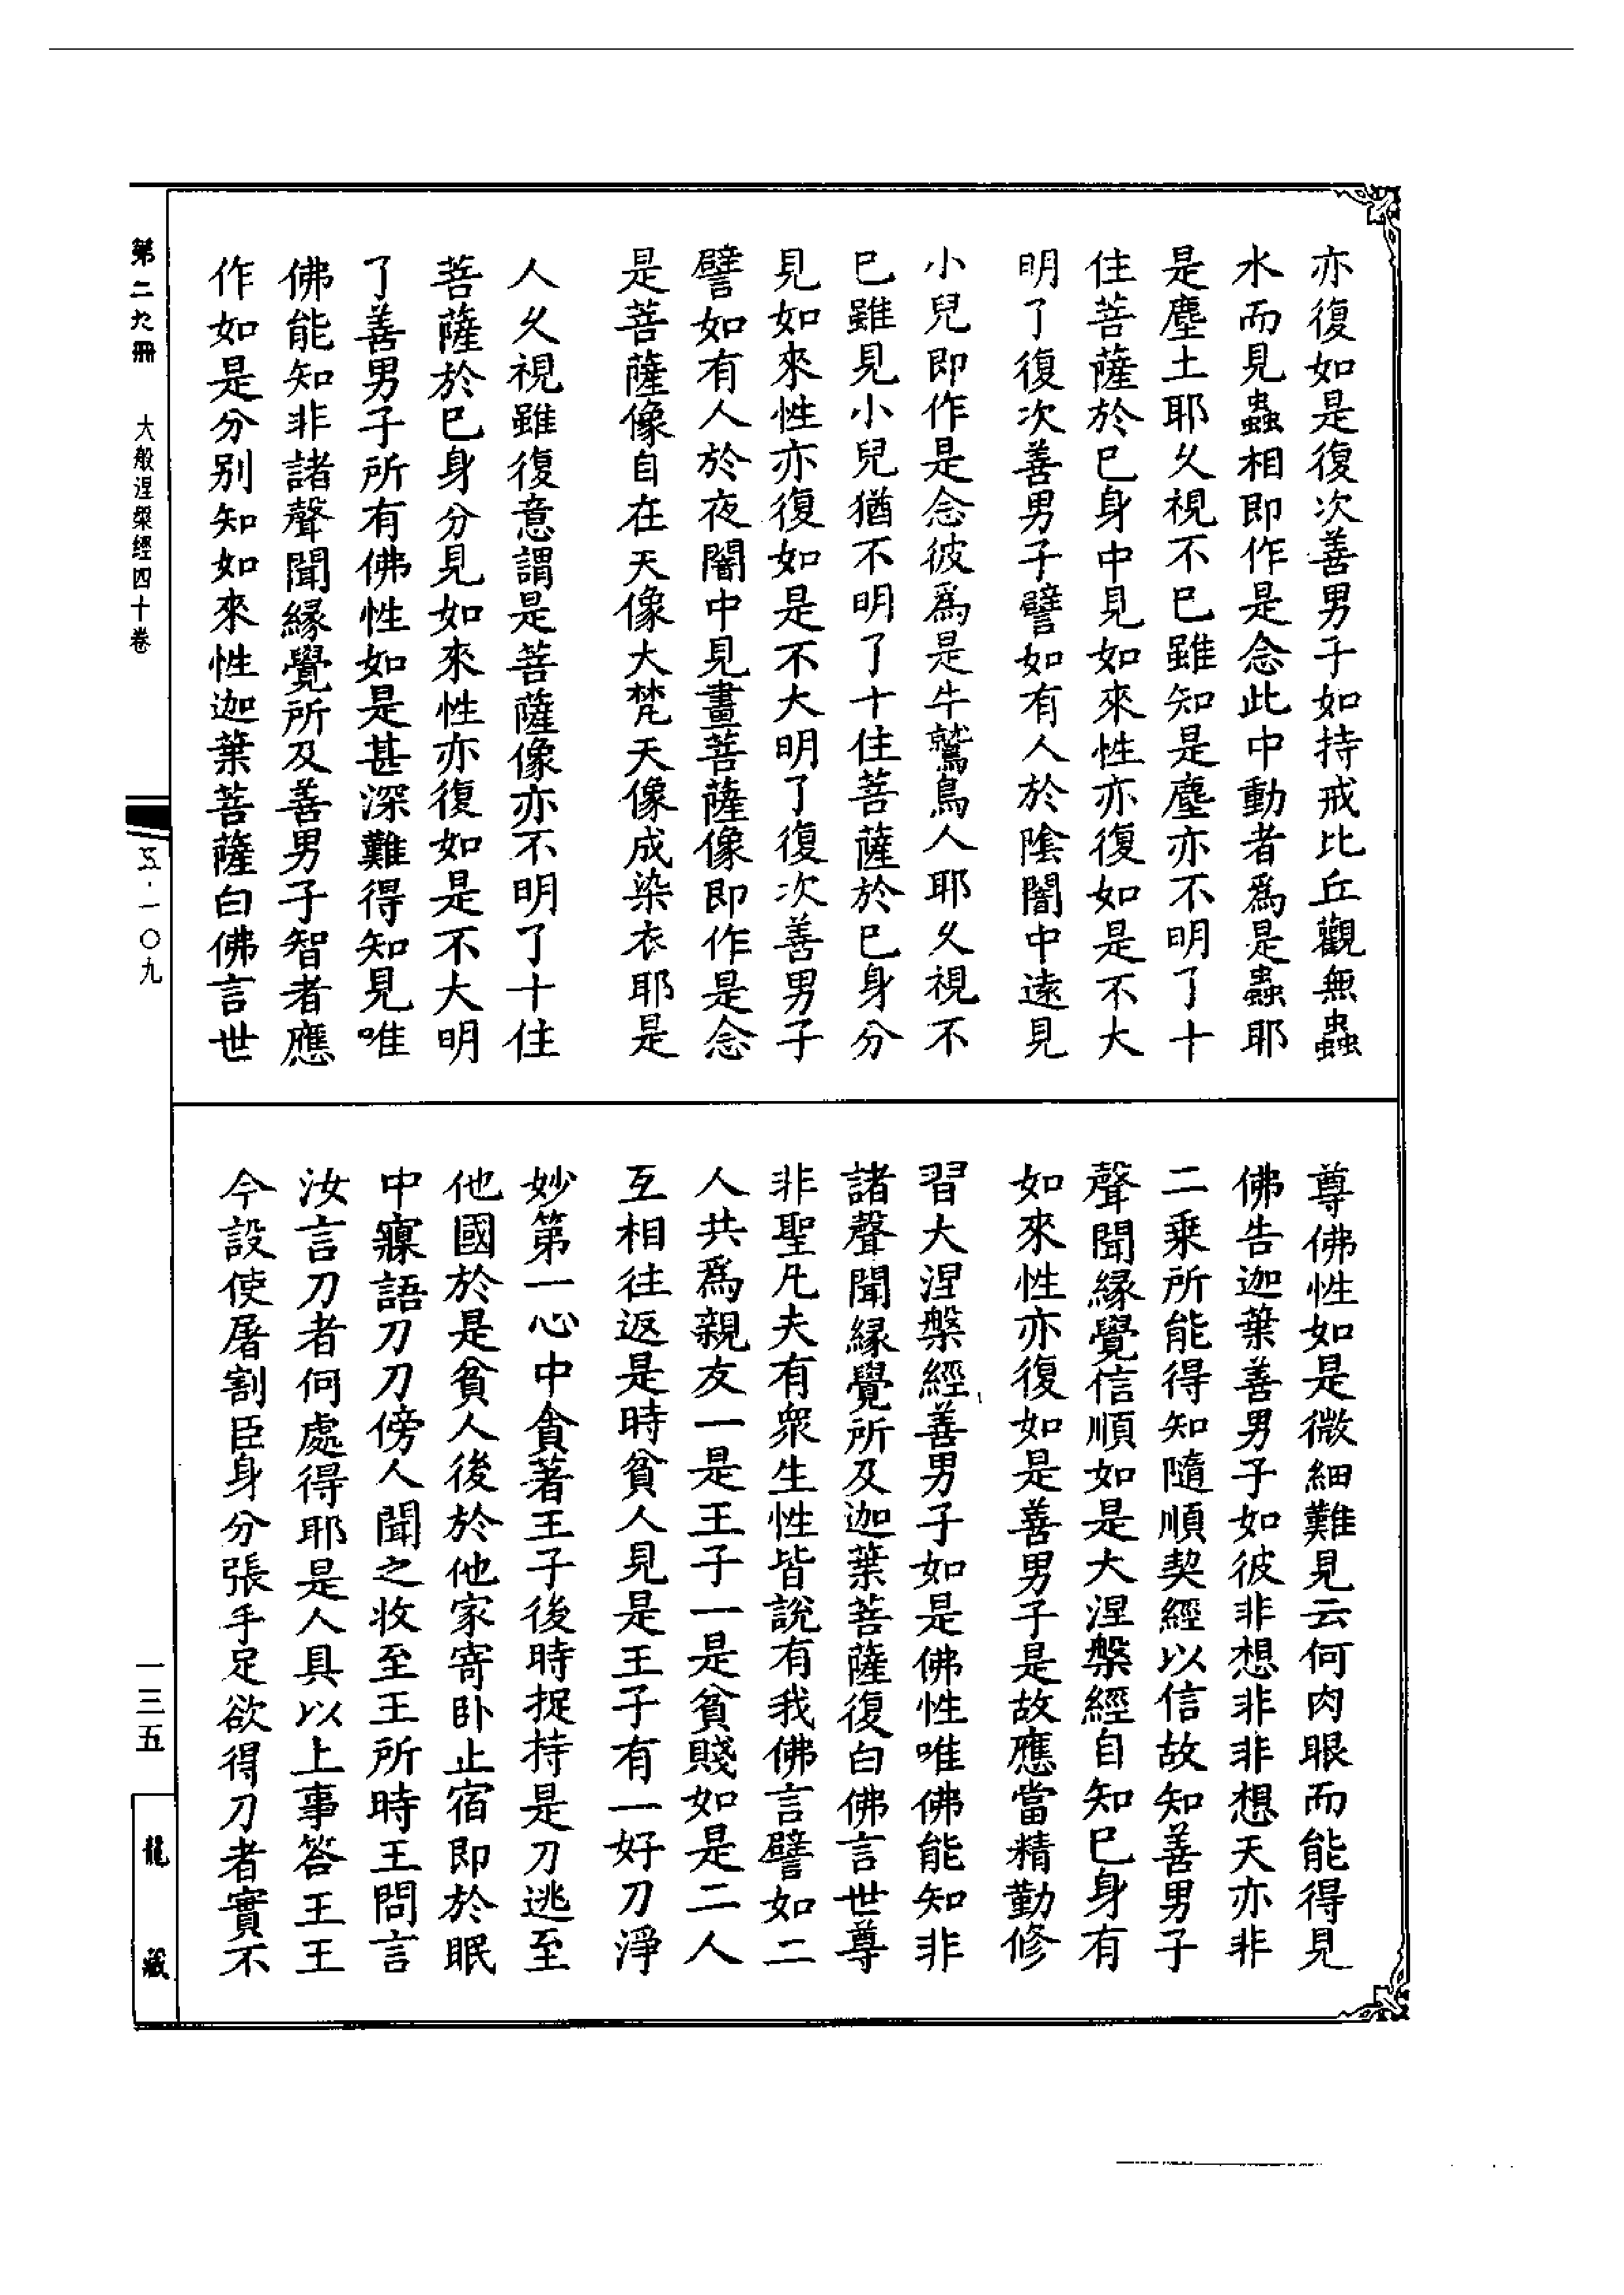 亦復如是復次善男子如持戒比丘觀無蟲
水而見蟲相即作是念此中動者為是蟲耶
是塵土耶久視不已雖知是塵亦不明了十
住菩薩於己身中見如來性亦復如是不大
明了復次善男子譬如有人於陰闇中遠見
小兒即作是念彼為是牛鷲鳥人耶久視不
已雖見小兒猶不明了十住菩薩於己身分
見如來性亦復如是不大明了復次善男子
譬如有人於夜闇中見畫菩薩像即作是念
是菩薩像自在天像大梵天像成染衣耶是
人久視雖復意謂是菩薩像亦不明了十住
菩薩於己身分見如來性亦復如是不大明
了善男子所有佛性如是甚深難得知見唯
佛能知非諸聲聞緣覺所及善男子智者應
作如是分別知如來性迦葉菩薩白佛言世
尊佛性如是微細難見云何肉眼而能得見
佛告迦葉善男子如彼非想非非想天亦非
二乘所能得知隨順契經以信故知善男子
聲聞緣覺信順如是大涅槃經自知己身有
如來性亦復如是善男子是故應當精勤修
習大涅槃經善男子如是佛性唯佛能知非
諸聲聞緣覺所及迦葉菩薩復白佛言世尊
非聖凡夫有眾生性皆說有我佛言譬如二
人共為親友一是王子一是貧賤如是二人
互相往返是時貧人見是王子有一好刀淨
妙第一心中貪著王子後時捉持是刀逃至
他國於是貧人後於他家寄臥止宿即於眠
中寱語刀刀傍人聞之收至王所時王問言
汝言刀者何處得耶是人具以上事答王王
今設使屠割臣身分張手足欲得刀者實不
第二九冊 大般涅槃經四十卷
五·一〇九
一三五
龍藏